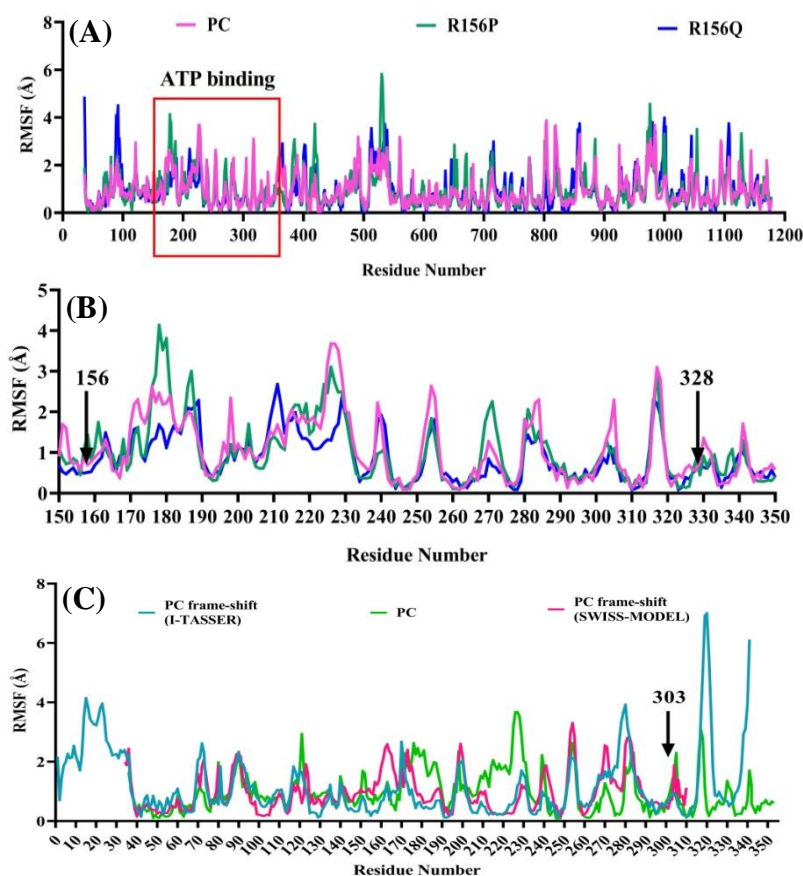 (A)
PC
R156P
R156Q
ATP binding
RMSF (Å)
8
6
4
2
0
0 100 200 300 400 500 600 700 800 900 1000 1100 1200
Residue Number
(B)
RMSF (Å)
5
4
3
2
1
0
156
328
150 160 170 180 190 200 210 220 230 240 250 260 270 280 290 300 310 320 330 340 350
Residue Number
(C)
PC frame-shift
(I-TASSER)
PC
PC frame-shift
(SWISS-MODEL)
RMSF (Å)
8
6
4
2
0
303
0 10 20 30 40 50 60 70 80 90 100 110 120 130 140 150 160 170 180 190 200 210 220 230 240 250 260 270 280 290 300 310 320 330 340 350
Residue Number